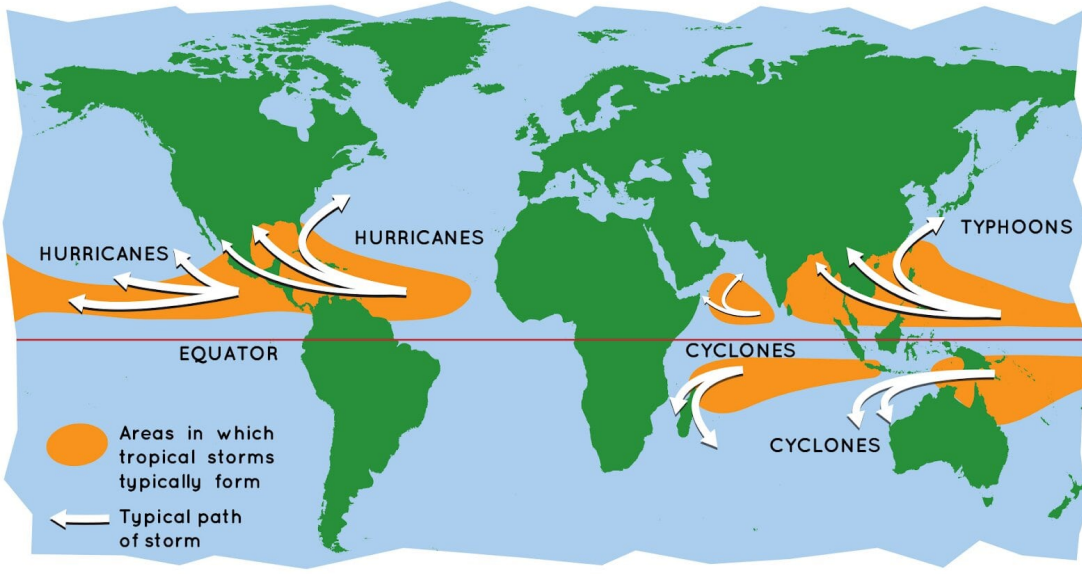 HURRICANES
HURRICANES
TYPHOONS
EQUATOR
CYCLONES
CYCLONES
Areas in which
tropical storms
typically form
Typical path
of storm